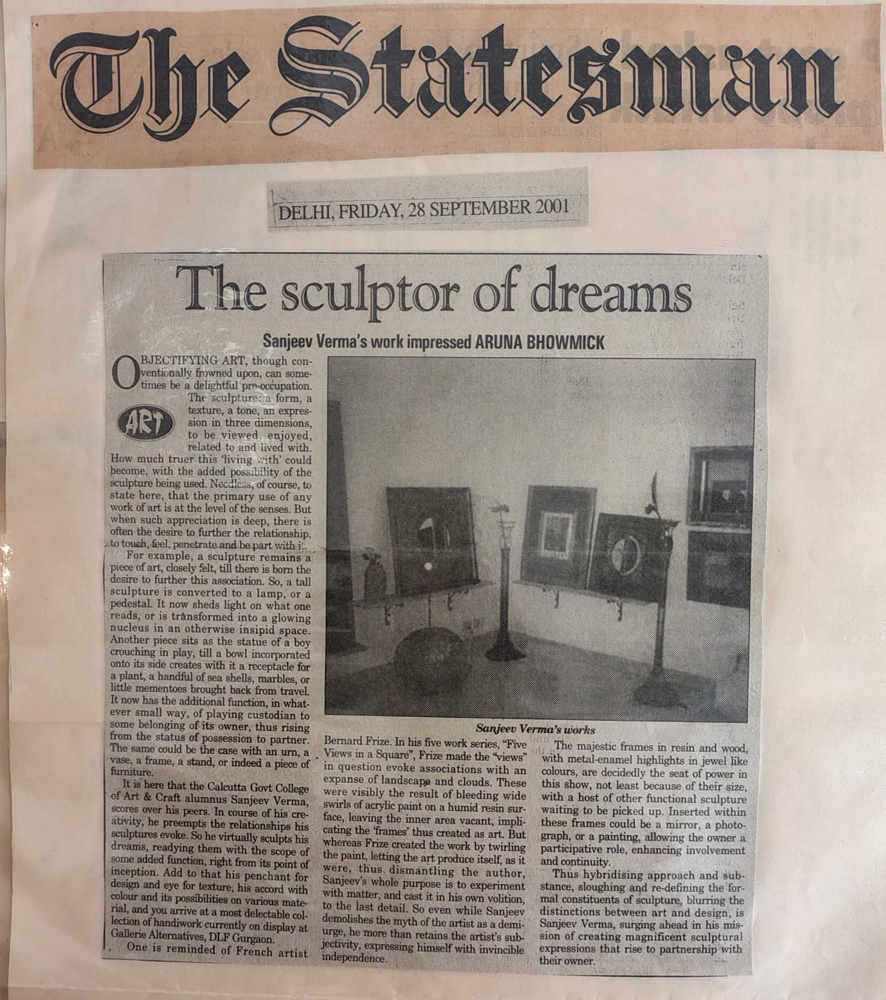 The Statesman
DELHI, FRIDAY, 28 SEPTEMBER 2001
The sculptor of dreams
Sanjeev Verma's work impressed ARUNA BHOWMICK
OBJECTIFYING ART, though con-
ventionally frowned upon, can some-
times be a delightful pre-occupation.
ART
The sculpture: a form, a
texture, a tone, an expres-
sion in three dimensions,
to be viewed, enjoyed,
related to and lived with.
How much truer this 'living with' could
become, with the added possibility of the
sculpture being used. Needless, of course, to
state here, that the primary use of any
work of art is at the level of the senses. But
when such appreciation is deep, there is
often the desire to further the relationship,
to touch, feel, penetrate and be part with it.
For example, a sculpture remains a
piece of art, closely felt, till there is born the
desire to further this association. So, a tall
sculpture is converted to a lamp, or a
pedestal. It now sheds light on what one
reads, or is transformed into a glowing
nucleus in an otherwise insipid space.
Another piece sits as the statue of a boy
crouching in play, till a bowl incorporated
onto its side creates with it a receptacle for
a plant, a handful of sea shells, marbles, or
little mementoes brought back from travel.
It now has the additional function, in what-
ever small way, of playing custodian to
some belonging of its owner, thus rising
from the status of possession to partner.
The same could be the case with an urn, a
vase, a frame, a stand, or indeed a piece of
furniture.
It is here that the Calcutta Govt College
of Art & Craft alumnus Sanjeev Verma,
scores over his peers. In course of his cre-
ativity, he preempts the relationships his
sculptures evoke. So he virtually sculpts his
dreams, readying them with the scope of
some added function, right from its point of
inception. Add to that his penchant for
design and eye for texture, his accord with
colour and its possibilities on various mate-
rial, and you arrive at a most delectable col-
lection of handiwork currently on display at
Gallerie Alternatives, DLF Gurgaon.
One is reminded of French artist
Sanjeev Verma's works
Bernard Frize. In his five work series, "Five
Views in a Square", Frize made the "views"
in question evoke associations with an
expanse of landscape and clouds. These
were visibly the result of bleeding wide
swirls of acrylic paint on a humid resin sur-
face, leaving the inner area vacant, impli-
cating the 'frames' thus created as art. But
whereas Frize created the work by twirling
the paint, letting the art produce itself, as it
were, thus dismantling the author,
Sanjeev's whole purpose is to experiment
with matter, and cast it in his own volition,
to the last detail. So even while Sanjeev
demolishes the myth of the artist as a demi-
urge, he more than retains the artist's sub-
jectivity, expressing himself with invincible
independence.
The majestic frames in resin and wood,
with metal-enamel highlights in jewel like
colours, are decidedly the seat of power in
this show, not least because of their size,
with a host of other functional sculpture
waiting to be picked up. Inserted within
these frames could be a mirror, a photo-
graph, or a painting, allowing the owner a
participative role, enhancing involvement
and continuity.
Thus hybridising approach and sub-
stance, sloughing and re-defining the for-
mal constituents of sculpture, blurring the
distinctions between art and design, is
Sanjeev Verma, surging ahead in his mis-
sion of creating magnificent sculptural
expressions that rise to partnership with
their owner.